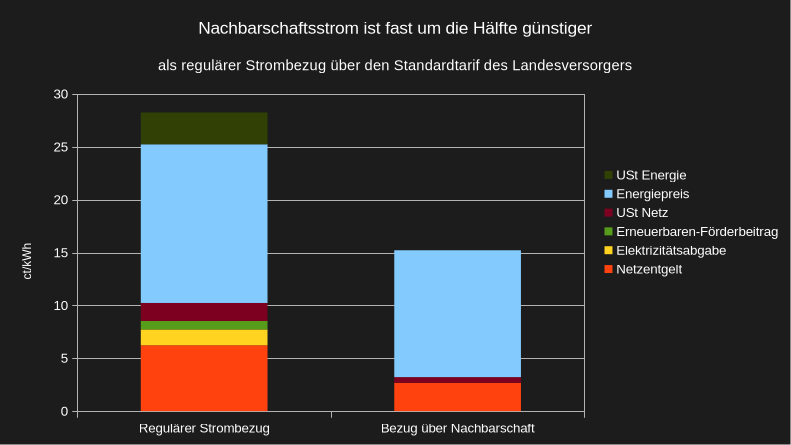 Nachbarschaftsstrom ist fast um die Hälfte günstiger
als regulärer Strombezug über den Standardtarif des Landesversorgers
30
25
20
15
10
5
0
ct/kWh
Regulärer Strombezug
Bezug über Nachbarschaft
USt Energie
Energiepreis
USt Netz
Erneuerbaren-Förderbeitrag
Elektrizitätsabgabe
Netzentgelt